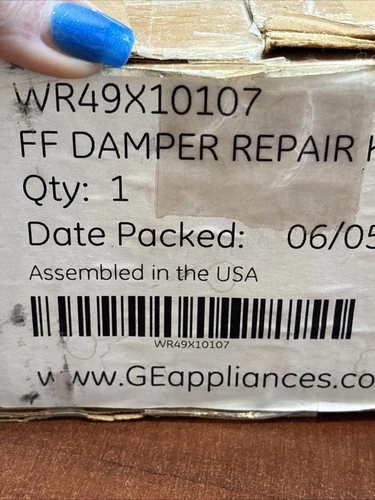 WR49X10107
FF DAMPER REPAIR
Qty: 1
Date Packed: 06/05
Assembled in the USA
WR49X10107
www.GEappliances.co